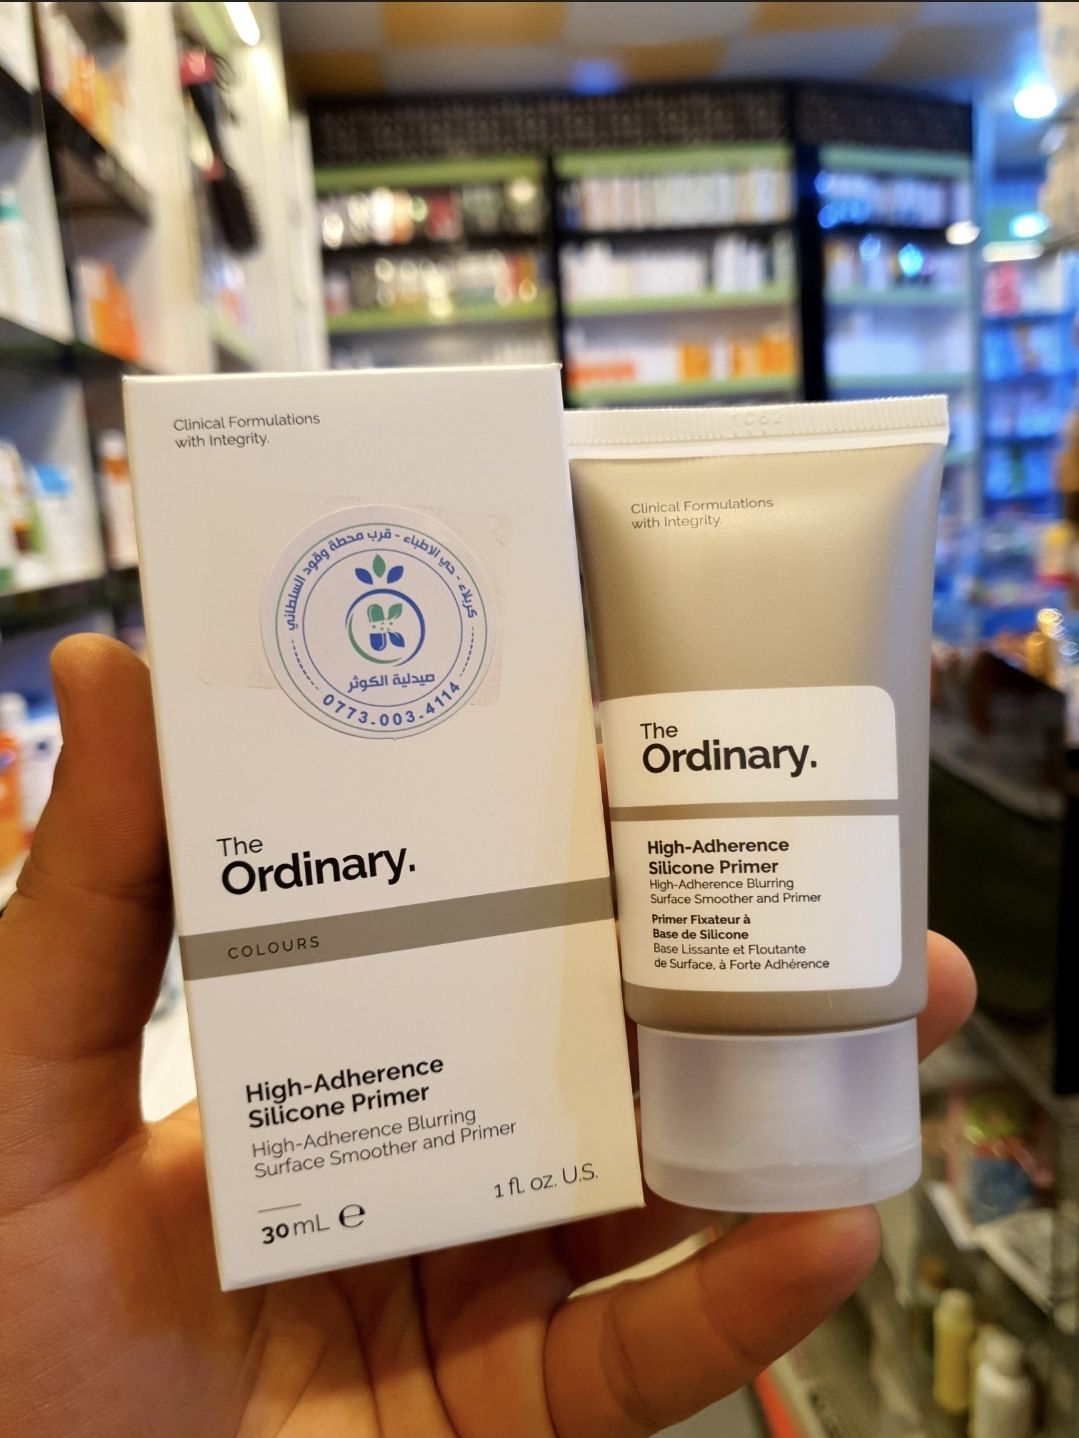 Clinical Formulations
with Integrity.
كربلاء - حي الاطباء - قرب محطة وقود السلطاني
صيدلية الكوثر
0773.003.4114
The
Ordinary.
COLOURS
High-Adherence
Silicone Primer
High-Adherence Blurring
Surface Smoother and Primer
30 mL e
1 fl. oz. U.S.
Clinical Formulations
with Integrity.
The
Ordinary.
High-Adherence
Silicone Primer
High-Adherence Blurring
Surface Smoother and Primer
Primer Fixateur à
Base de Silicone
Base Lissante et Floutante
de Surface, à Forte Adhérence